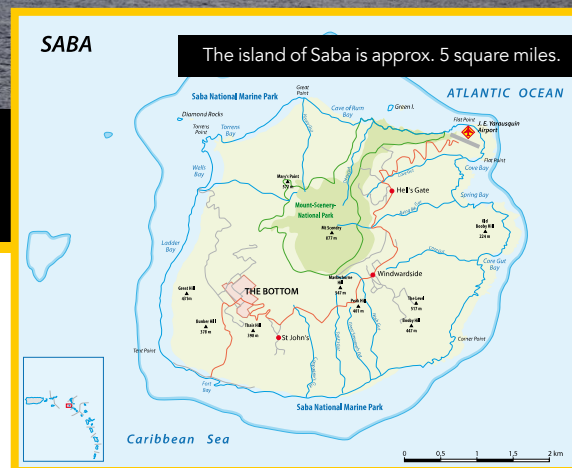 SABA
The island of Saba is approx. 5 square miles.
Saba National Marine Park
Great
Point
Cave of Rum
Bay
Green I.
ATLANTIC OCEAN
Diamond Rocks
Torrens
Point
Torrens
Bay
Flat Point
J. E. Yarausquin
Airport
Flat Point
Cove Bay
Wells
Bay
Mary's Point
Hell's Gate
Spring Bay
Mount-Scenery-
National Park
Mt Scenery
877 m
Old
Booby Hill
224 m
Ladder
Bay
Core Gut
Bay
Windwardside
Great Hill
THE BOTTOM
Peak Hill
The Level
Bunker Hill
Thais Hill
Booby Hill
St John's
Corner Point
Tent Point
Fort
Bay
Saba National Marine Park
Caribbean Sea
0 0,5 1 1,5 2 km